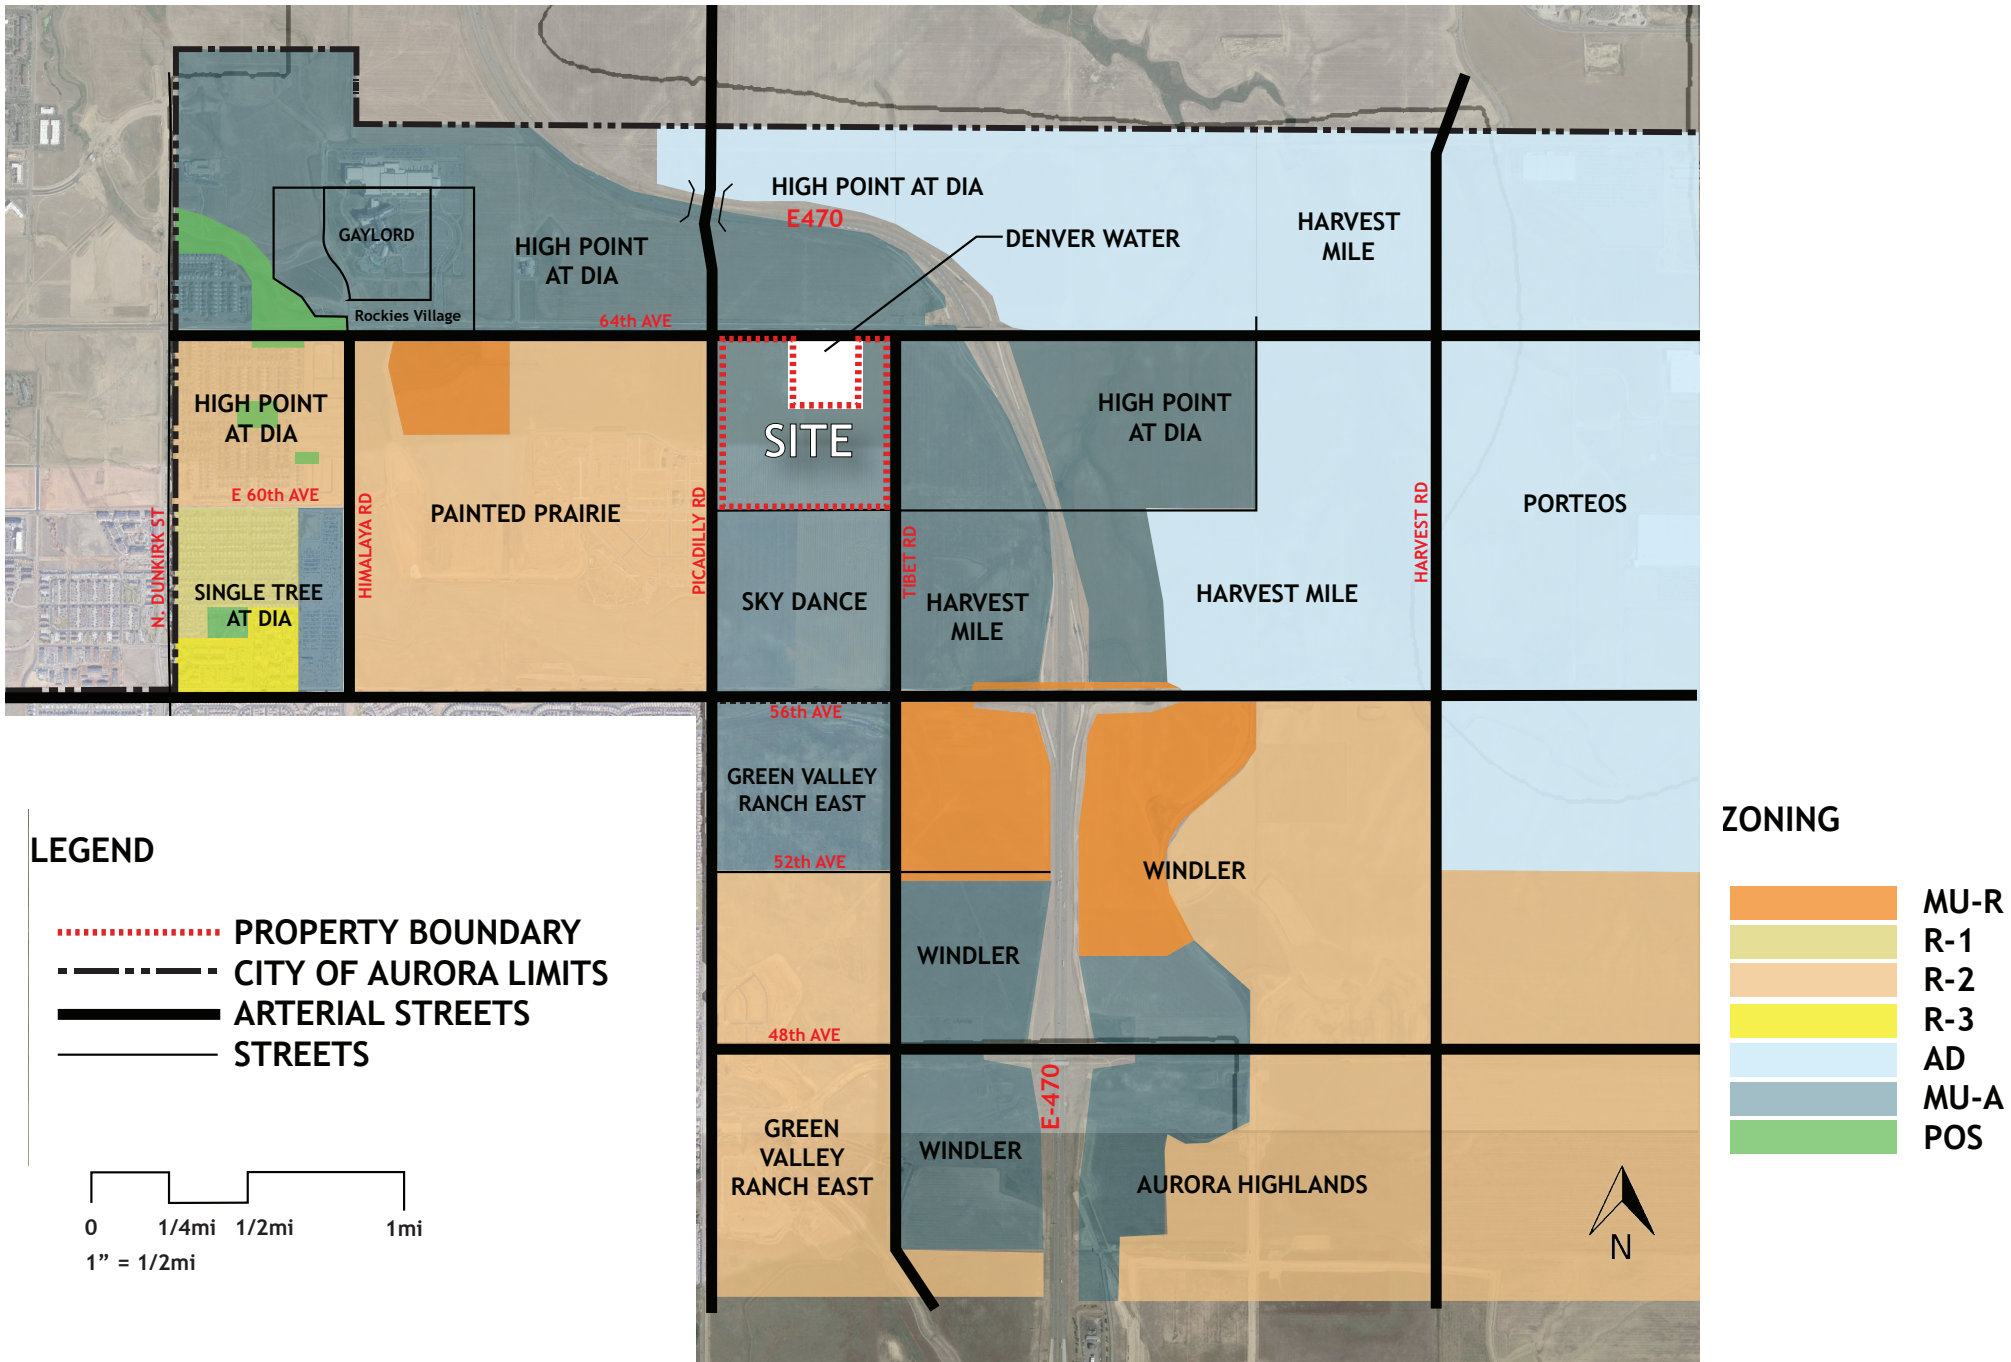 HIGH POINT AT DIA
E470
DENVER WATER
HARVEST
MILE
GAYLORD
HIGH POINT
AT DIA
Rockies Village
64th AVE
HIGH POINT
AT DIA
E 60th AVE
N. DUNKIRK ST
SINGLE TREE
AT DIA
HIMALAYA RD
PAINTED PRAIRIE
PICADILLY RD
SITE
SKY DANCE
TIBET RD
HARVEST
MILE
HIGH POINT
AT DIA
HARVEST MILE
HARVEST RD
PORTEOS
56th AVE
GREEN VALLEY
RANCH EAST
52th AVE
WINDLER
WINDLER
48th AVE
E-470
GREEN
VALLEY
RANCH EAST
WINDLER
AURORA HIGHLANDS
N
LEGEND
PROPERTY BOUNDARY
CITY OF AURORA LIMITS
ARTERIAL STREETS
STREETS
0 1/4mi 1/2mi 1mi
1” = 1/2mi
ZONING
MU-R
R-1
R-2
R-3
AD
MU-A
POS